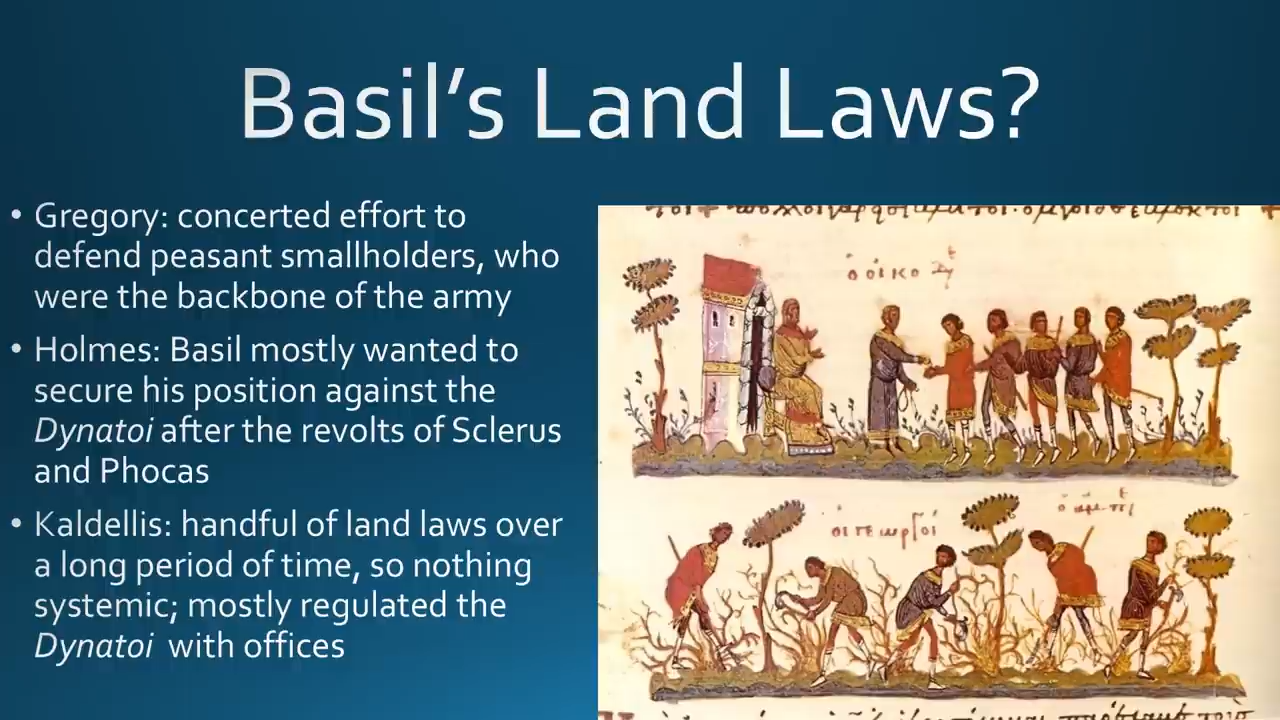 Basil’s Land Laws?
• Gregory: concerted effort to
defend peasant smallholders, who
were the backbone of the army
• Holmes: Basil mostly wanted to
secure his position against the
Dynatoi after the revolts of Sclerus
and Phocas
• Kaldellis: handful of land laws over
a long period of time, so nothing
systemic; mostly regulated the
Dynatoi with offices